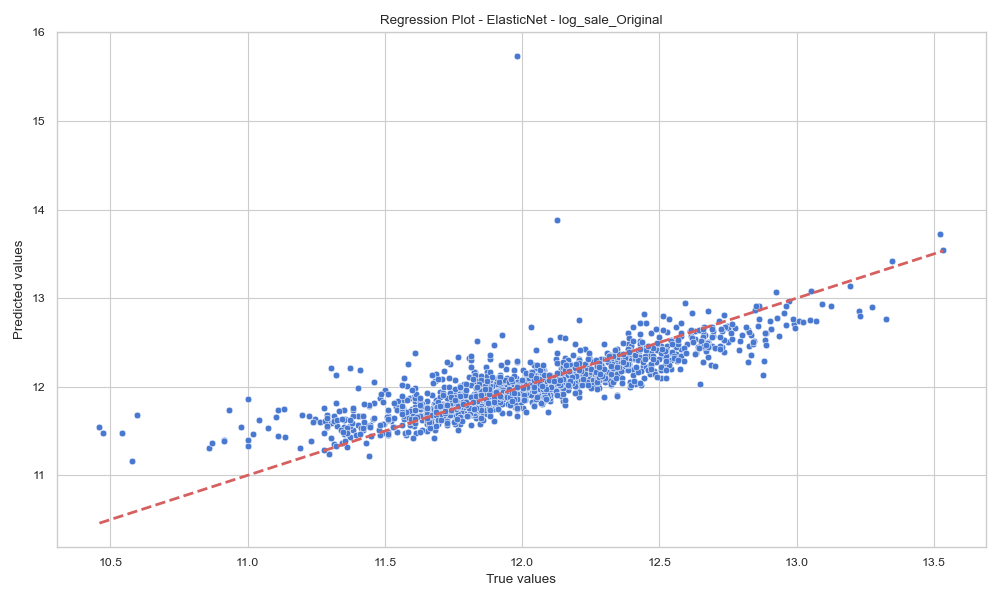 Regression Plot - ElasticNet - log_sale_Original
16
15
14
13
12
11
Predicted values
10.5 11.0 11.5 12.0 12.5 13.0 13.5
True values